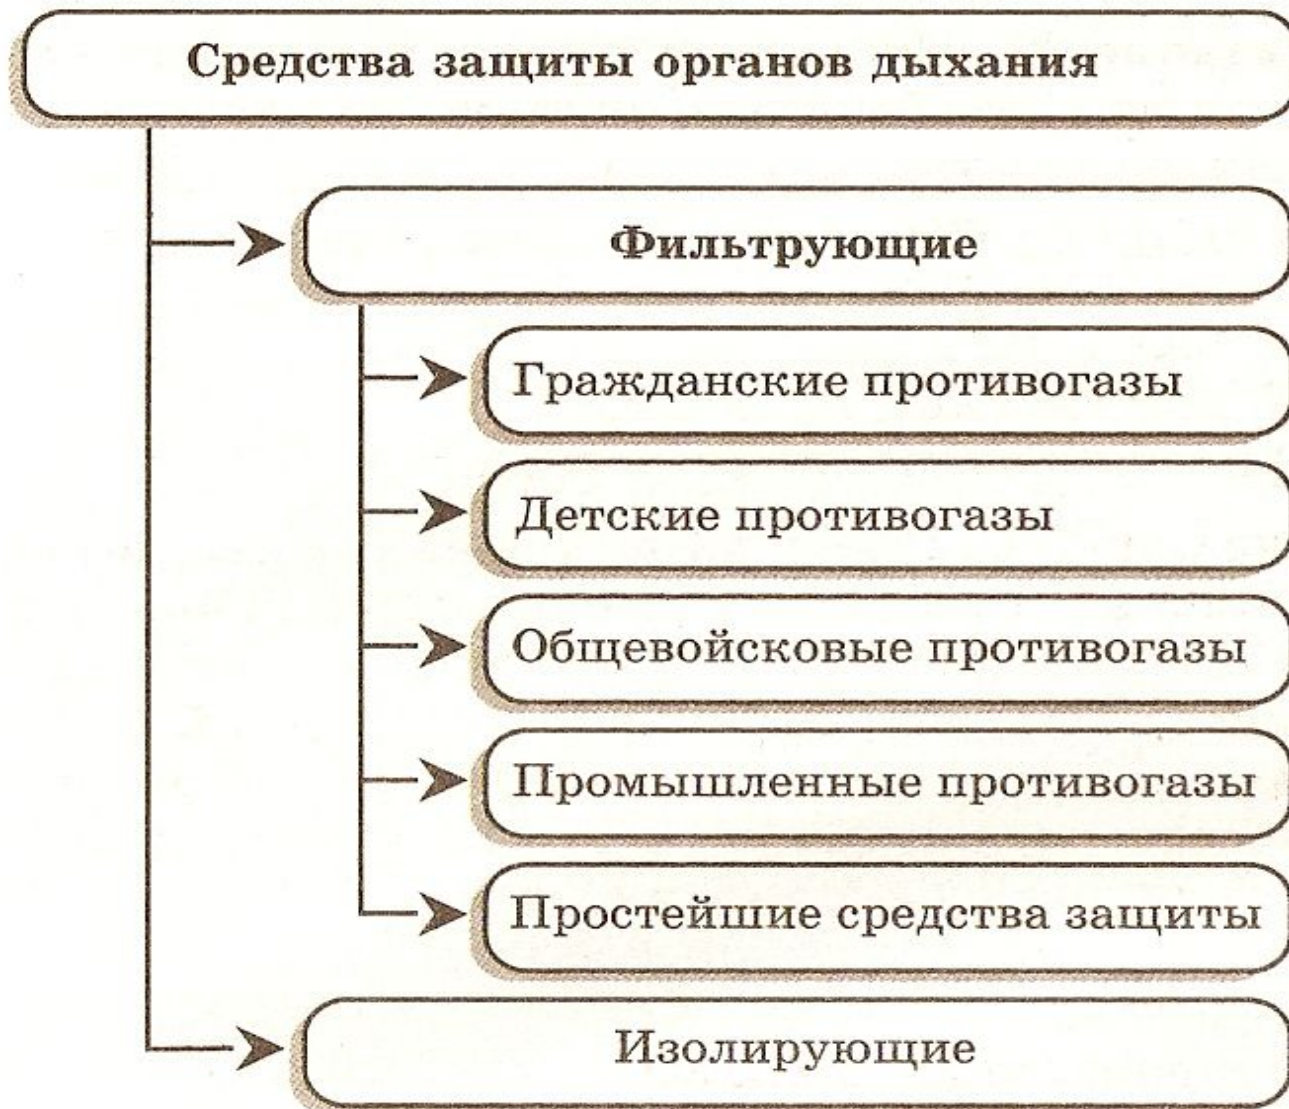 Средства защиты органов дыхания
Фильтрующие
Гражданские противогазы
Детские противогазы
Общевойсковые противогазы
Промышленные противогазы
Простейшие средства защиты
Изолирующие